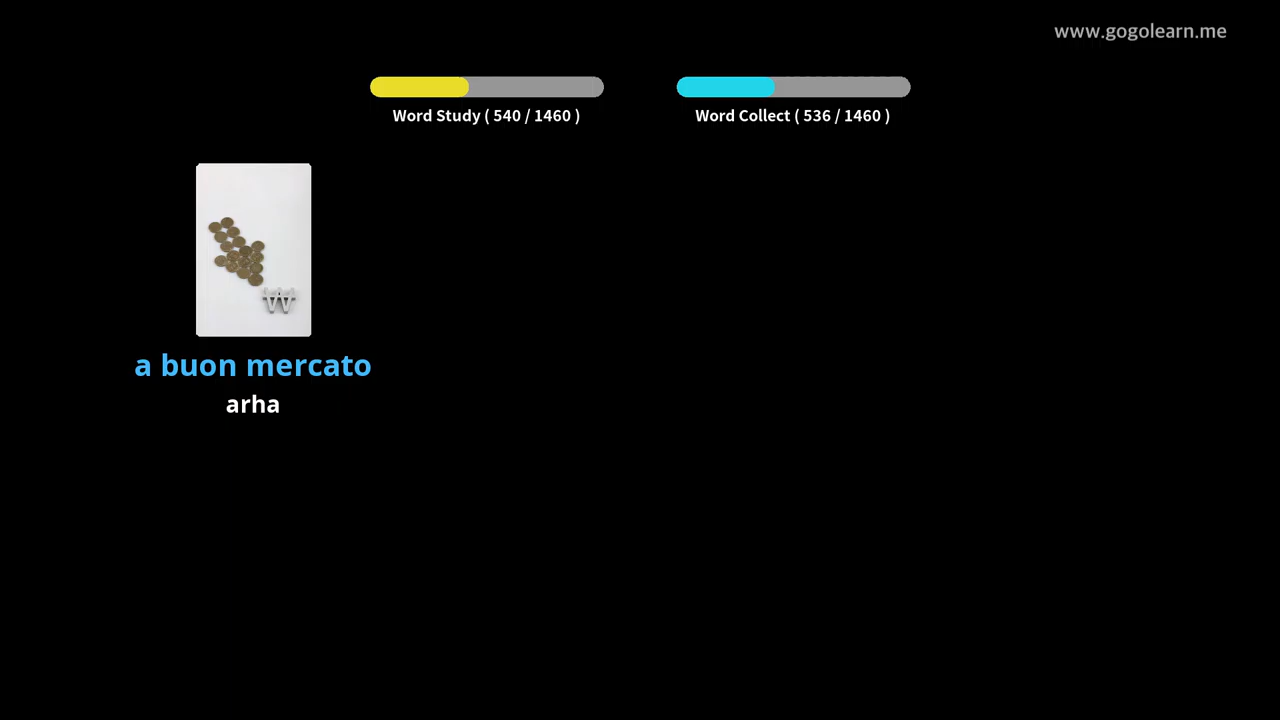 www.gogolearn.me
Word Study ( 540 / 1460 )
Word Collect ( 536 / 1460 )
₩
a buon mercato
arha